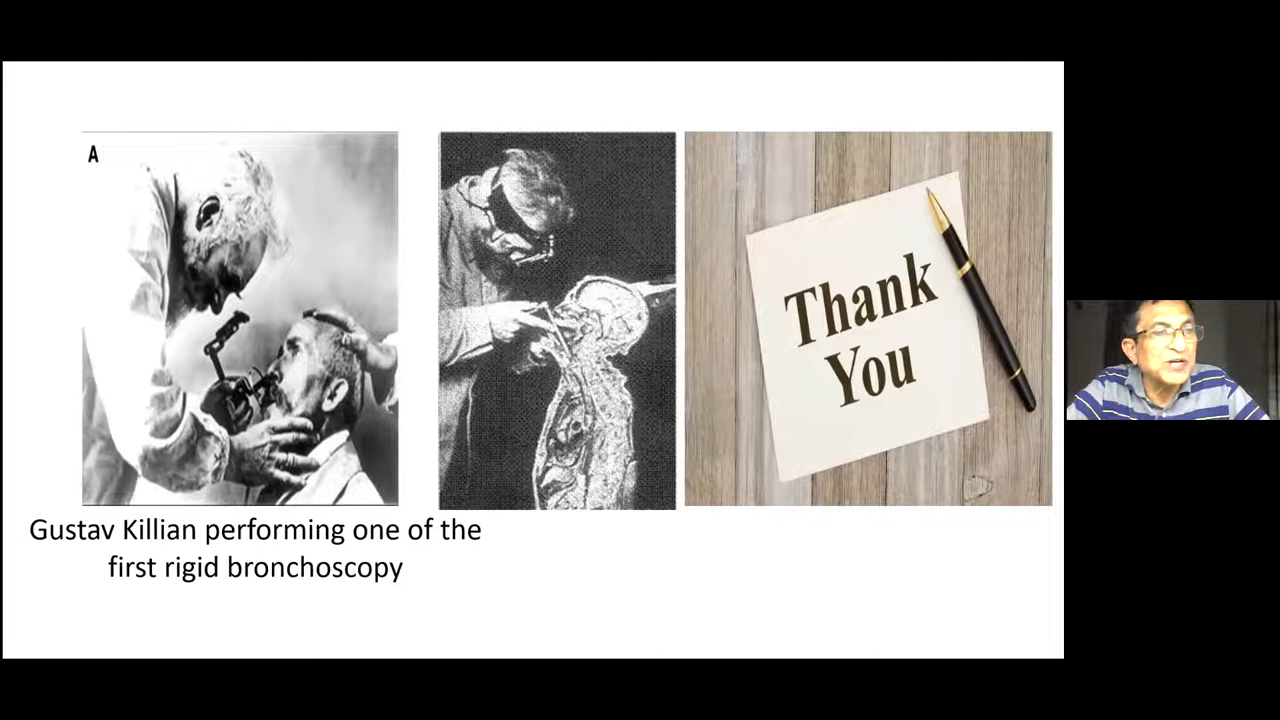 A
Thank
You
Gustav Killian performing one of the
first rigid bronchoscopy